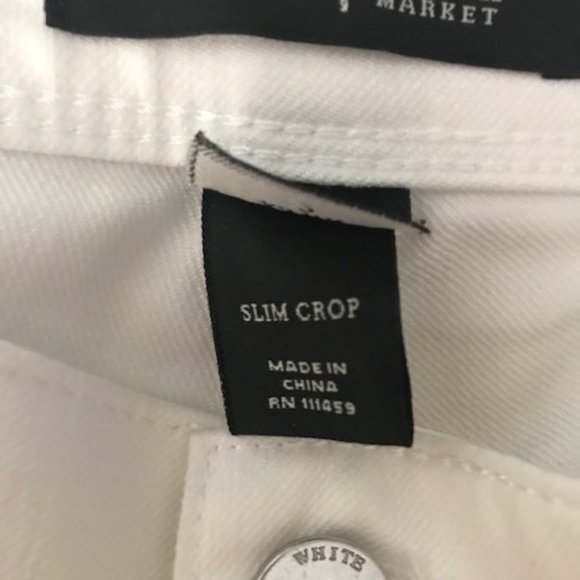 MARKET
SLIM CROP
MADE IN
CHINA
RN 111459
WHITE